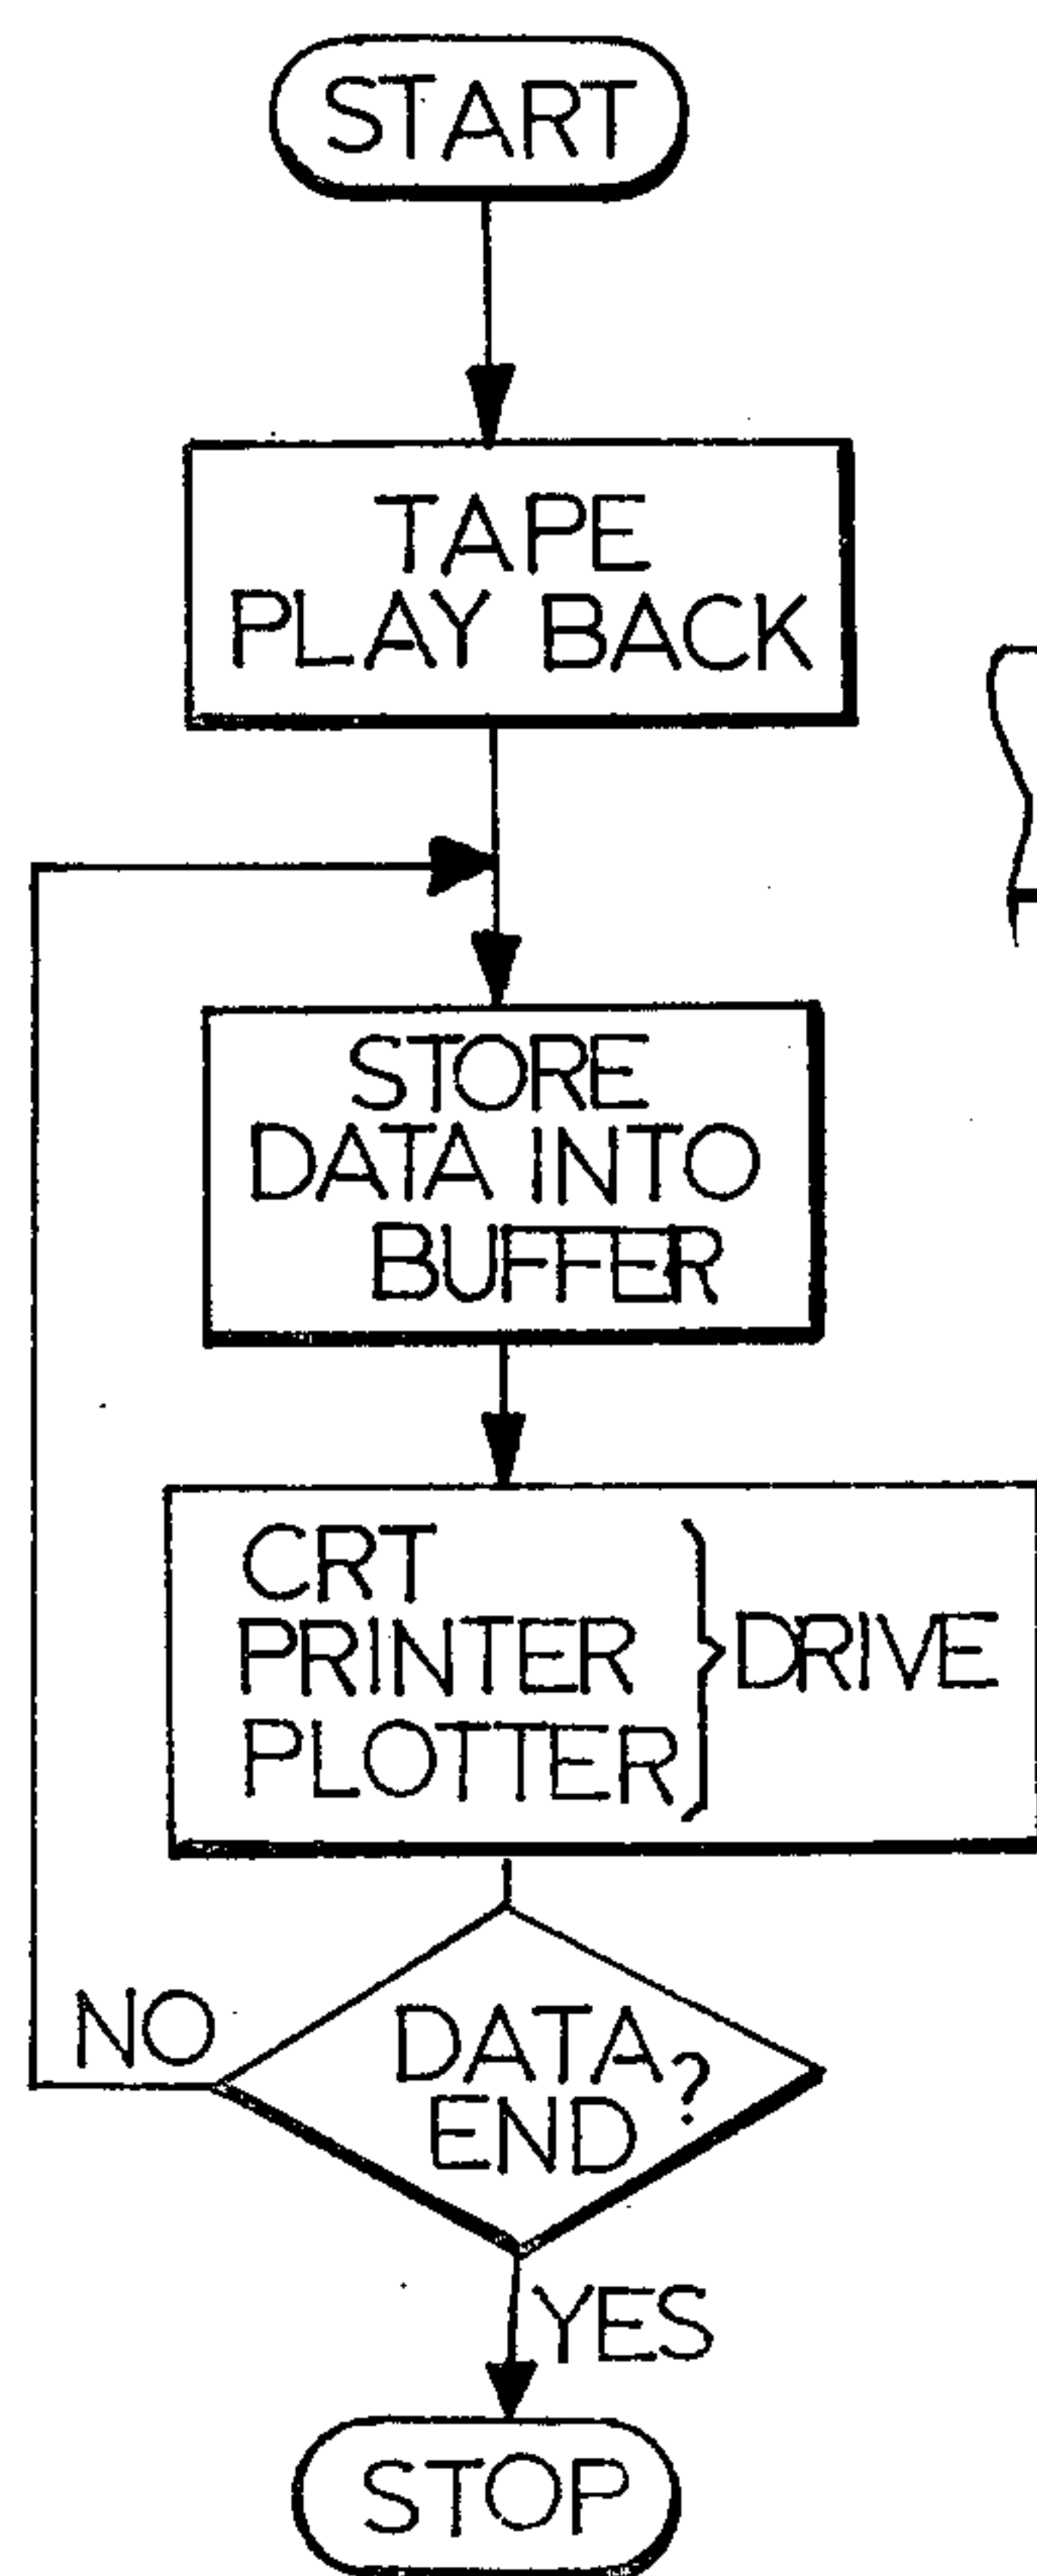 START
TAPE
PLAY BACK
STORE
DATA INTO
BUFFER
CRT
PRINTER
PLOTTER
DRIVE
DATA
END?
NO
YES
STOP